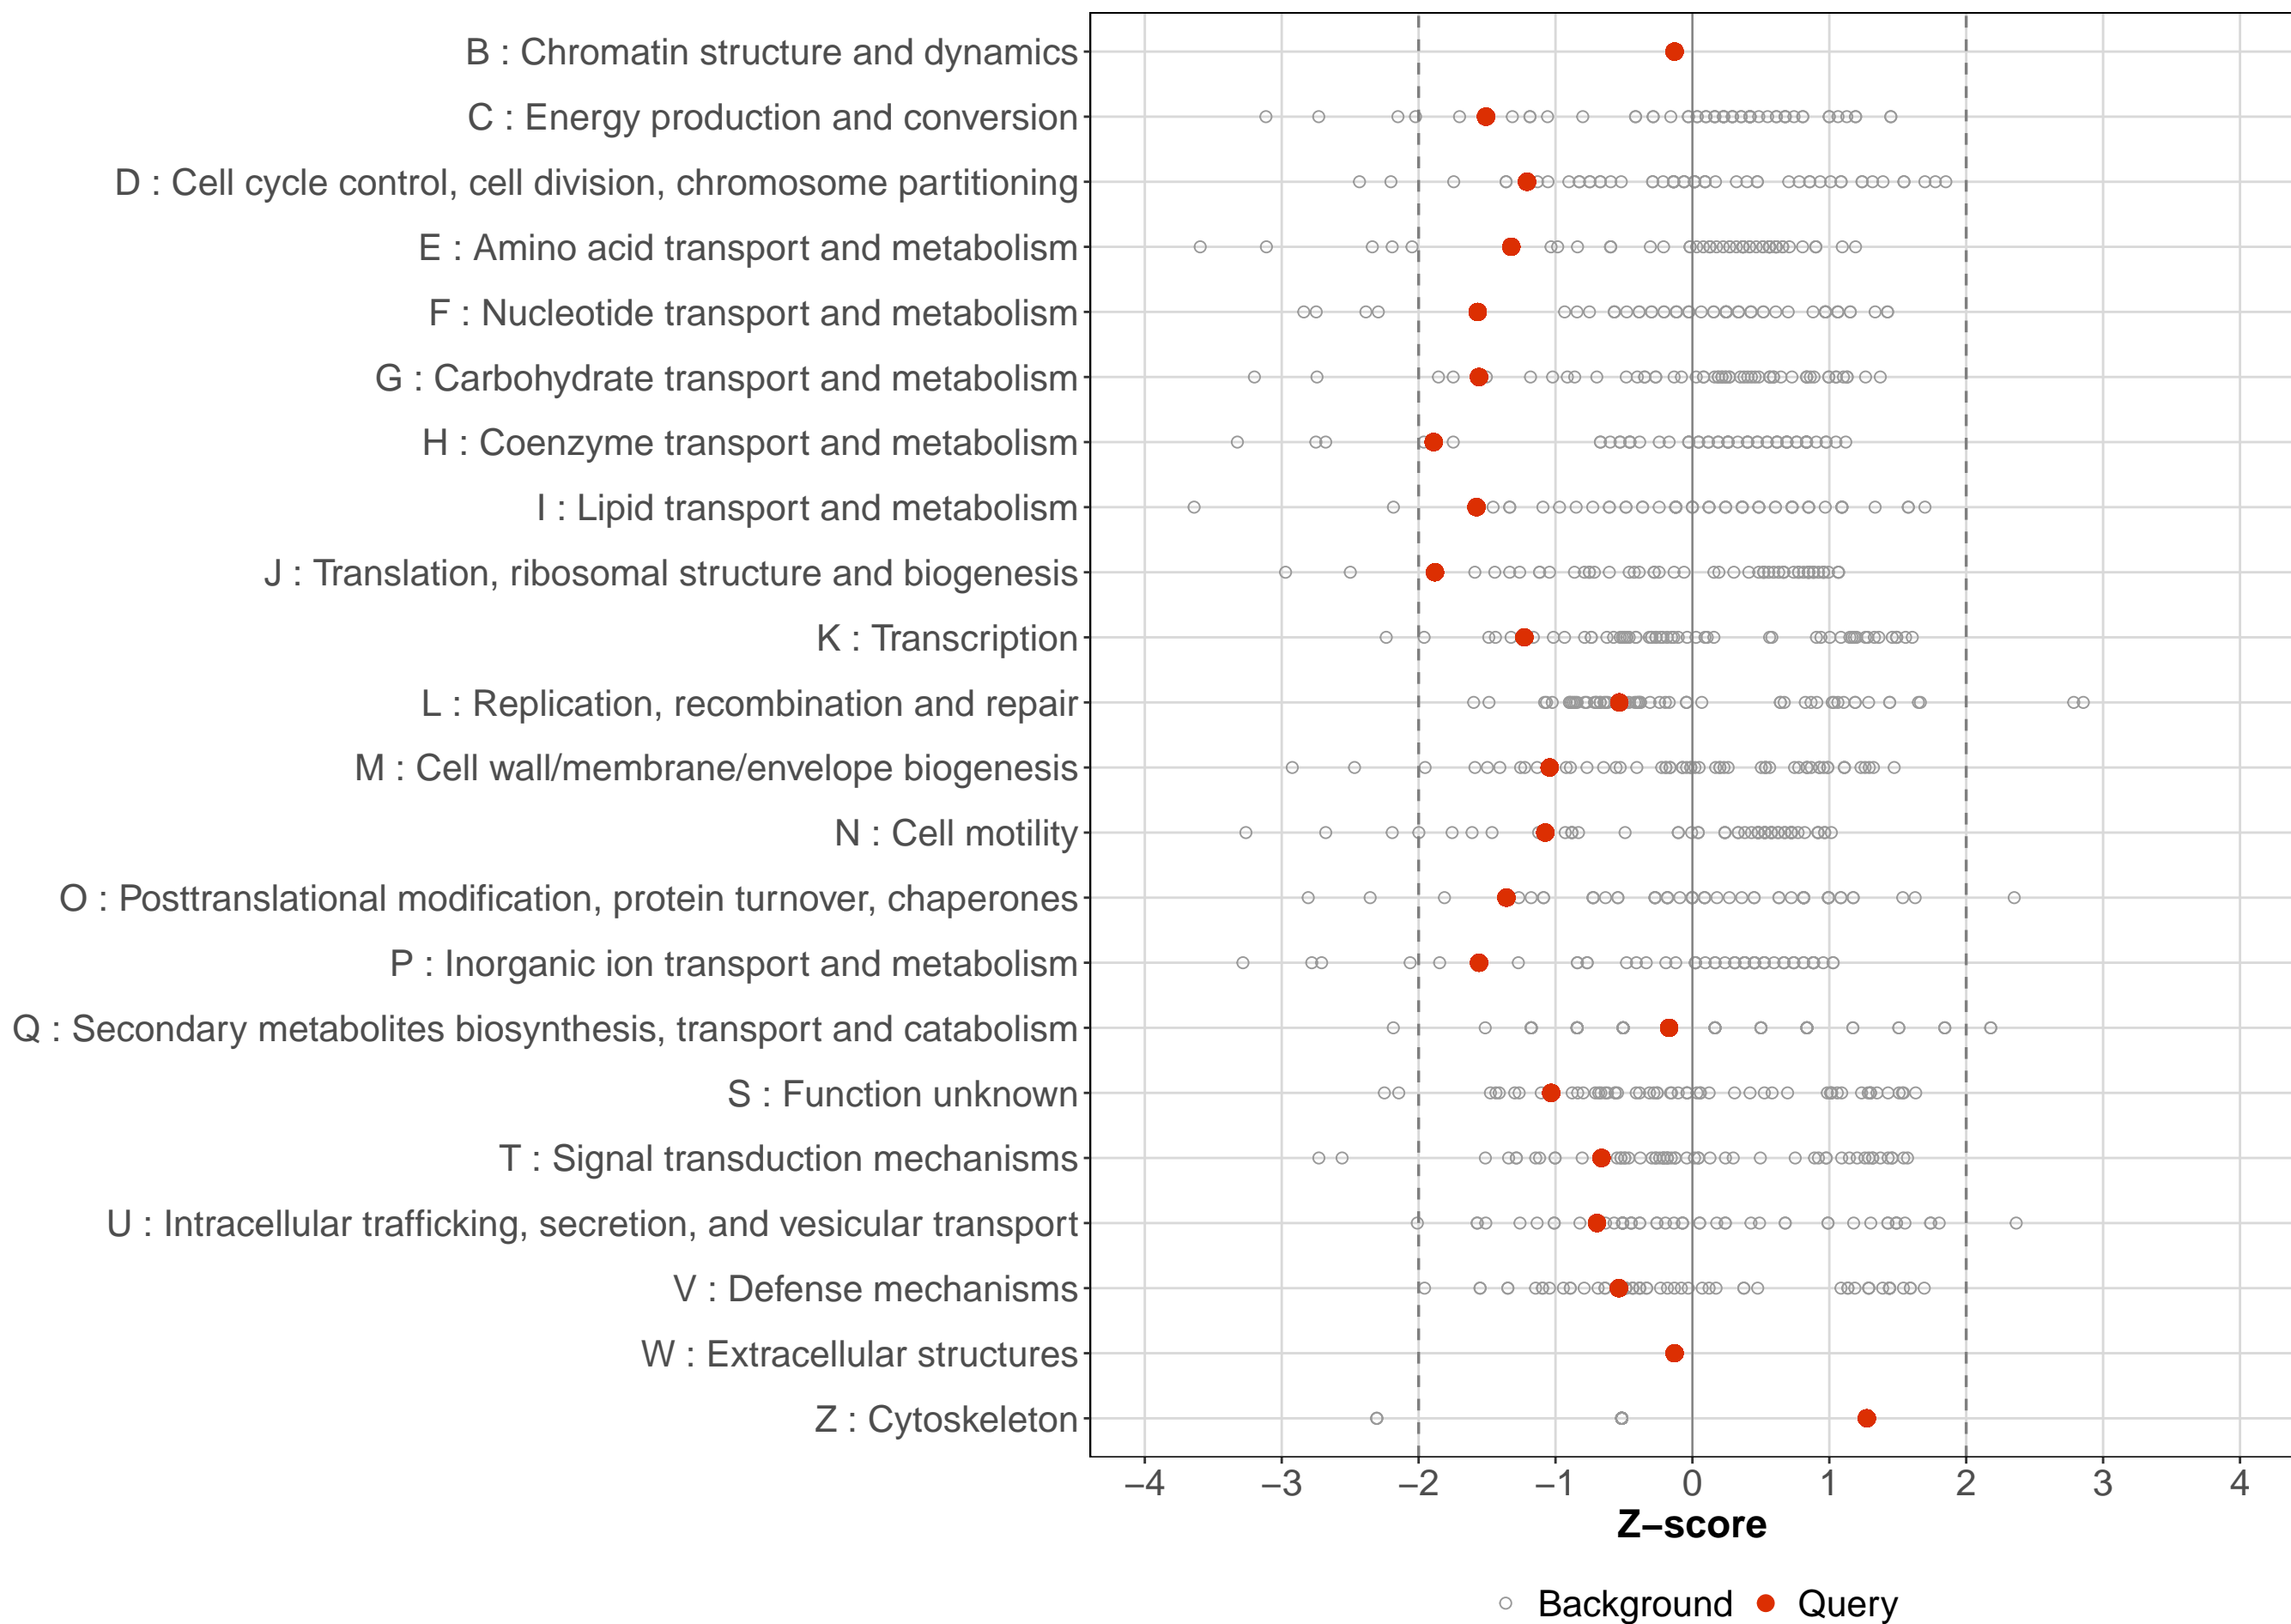 B : Chromatin structure and dynamics
C : Energy production and conversion
D : Cell cycle control, cell division, chromosome partitioning
E : Amino acid transport and metabolism
F : Nucleotide transport and metabolism
G : Carbohydrate transport and metabolism
H : Coenzyme transport and metabolism
I : Lipid transport and metabolism
J : Translation, ribosomal structure and biogenesis
K : Transcription
L : Replication, recombination and repair
M : Cell wall/membrane/envelope biogenesis
N : Cell motility
O : Posttranslational modification, protein turnover, chaperones
P : Inorganic ion transport and metabolism
Q : Secondary metabolites biosynthesis, transport and catabolism
S : Function unknown
T : Signal transduction mechanisms
U : Intracellular trafficking, secretion, and vesicular transport
V : Defense mechanisms
W : Extracellular structures
Z : Cytoskeleton
−4 −3 −2 −1 0 1 2 3 4
Z−score
Background Query